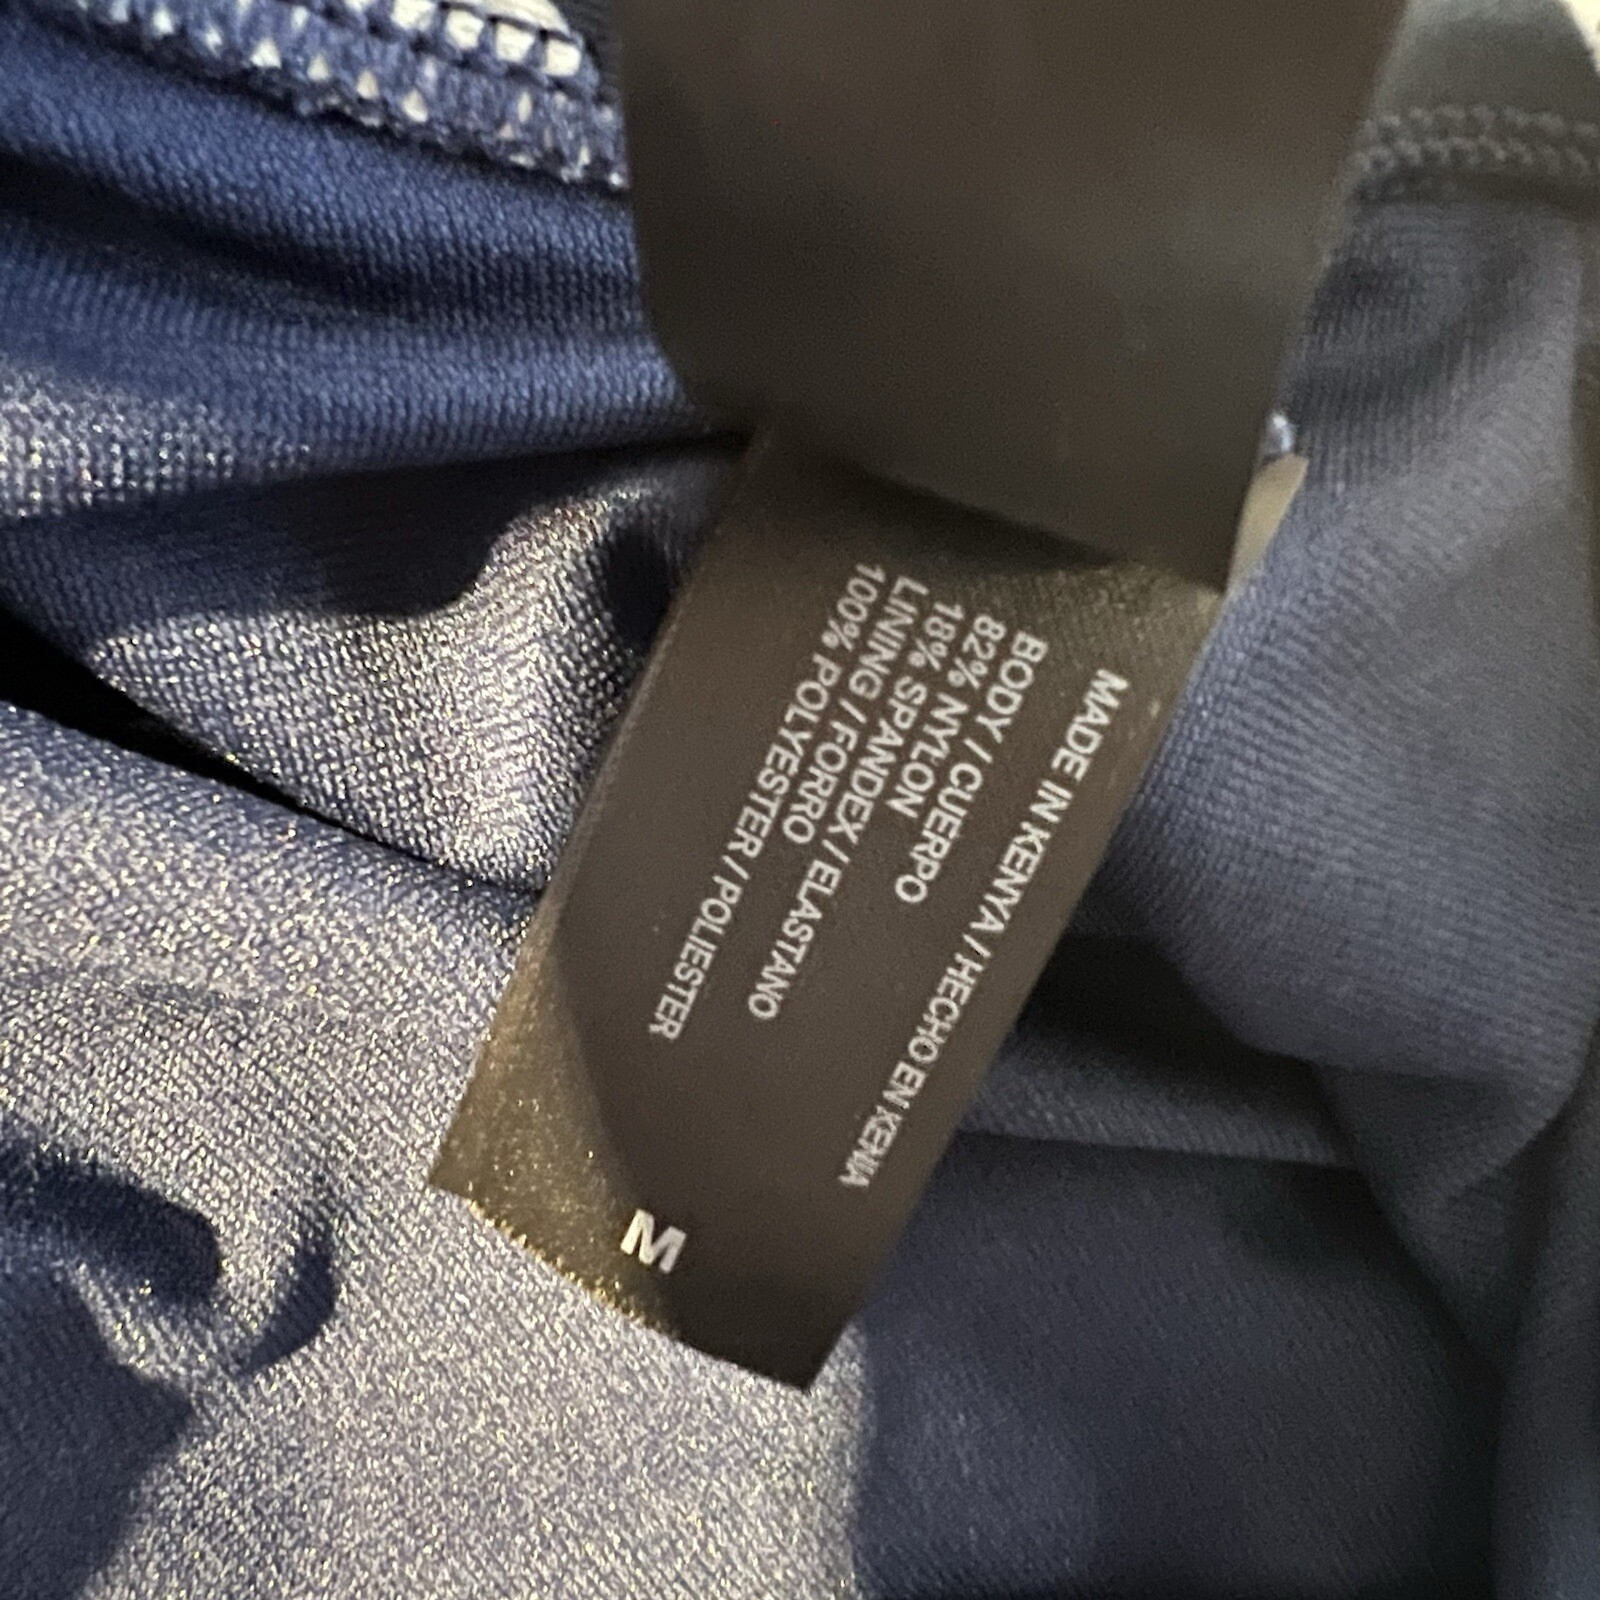 MADE IN KENYA / HECHO EN KENIA
BODY / CUERPO
82% NYLON
18% SPANDEX / ELASTANO
LINING / FORRO
100% POLYESTER / POLIESTER
M